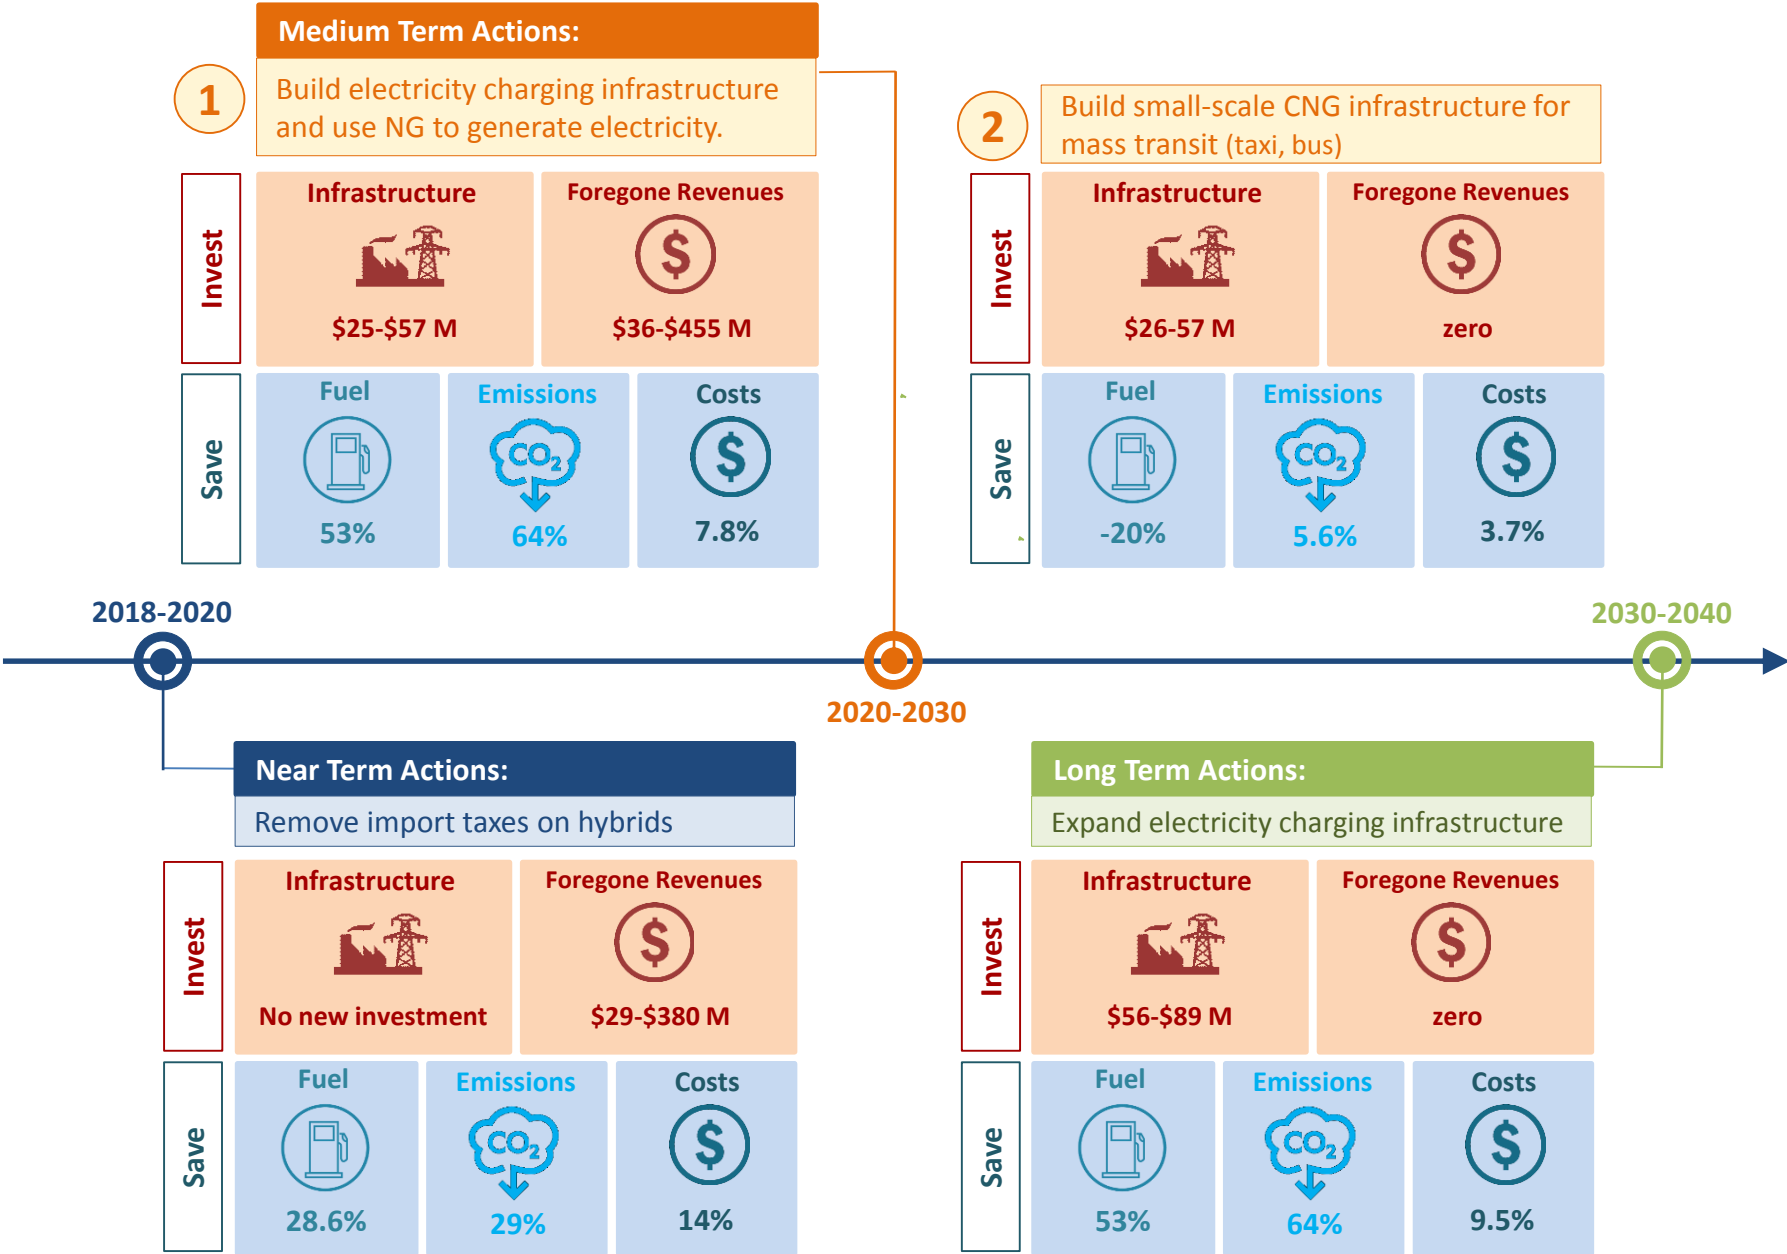 Medium Term Actions:
1
Build electricity charging infrastructure
and use NG to generate electricity.
Invest
Infrastructure
$25-$57 M
Foregone Revenues
$
$36-$455 M
Save
Fuel
53%
Emissions
CO2
64%
Costs
$
7.8%
2
Build small-scale CNG infrastructure for
mass transit (taxi, bus)
Invest
Infrastructure
$26-57 M
Foregone Revenues
$
zero
Save
Fuel
-20%
Emissions
CO2
5.6%
Costs
$
3.7%
2018-2020
2020-2030
2030-2040
Near Term Actions:
Remove import taxes on hybrids
Invest
Infrastructure
No new investment
Foregone Revenues
$
$29-$380 M
Save
Fuel
28.6%
Emissions
CO2
29%
Costs
$
14%
Long Term Actions:
Expand electricity charging infrastructure
Invest
Infrastructure
$56-$89 M
Foregone Revenues
$
zero
Save
Fuel
53%
Emissions
CO2
64%
Costs
$
9.5%